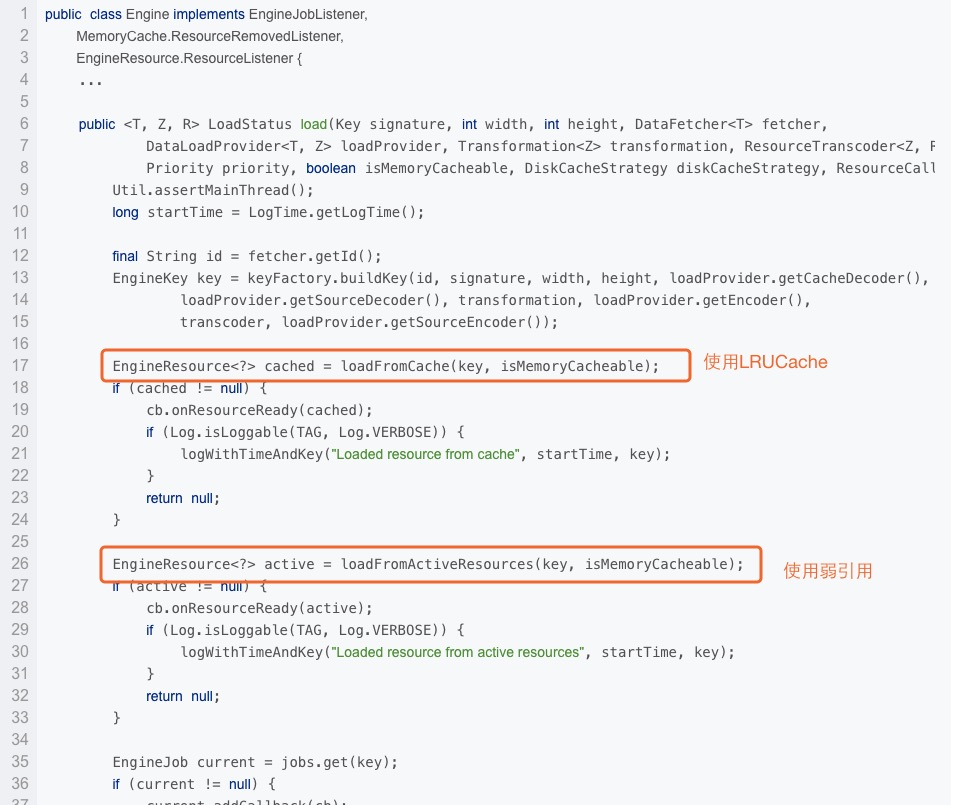 1 public class Engine implements EngineJobListener,
2 MemoryCache.ResourceRemovedListener,
3 EngineResource.ResourceListener {
4 ...
5
6 public <T, Z, R> LoadStatus load(Key signature, int width, int height, DataFetcher<T> fetcher,
7 DataLoadProvider<T, Z> loadProvider, Transformation<Z> transformation, ResourceTranscoder<Z, R
8 Priority priority, boolean isMemoryCacheable, DiskCacheStrategy diskCacheStrategy, ResourceCall
9 Util.assertMainThread();
10 long startTime = LogTime.getLogTime();
11
12 final String id = fetcher.getId();
13 EngineKey key = keyFactory.buildKey(id, signature, width, height, loadProvider.getCacheDecoder(),
14 loadProvider.getSourceDecoder(), transformation, loadProvider.getEncoder(),
15 transcoder, loadProvider.getSourceEncoder());
16
17 EngineResource<?> cached = loadFromCache(key, isMemoryCacheable); 使用LRUCache
18 if (cached != null) {
19 cb.onResourceReady(cached);
20 if (Log.isLoggable(TAG, Log.VERBOSE)) {
21 logWithTimeAndKey("Loaded resource from cache", startTime, key);
22 }
23 return null;
24 }
25
26 EngineResource<?> active = loadFromActiveResources(key, isMemoryCacheable); 使用弱引用
27 if (active != null) {
28 cb.onResourceReady(active);
29 if (Log.isLoggable(TAG, Log.VERBOSE)) {
30 logWithTimeAndKey("Loaded resource from active resources", startTime, key);
31 }
32 return null;
33 }
34
35 EngineJob current = jobs.get(key);
36 if (current != null) {
37 current.addCallback(cb);